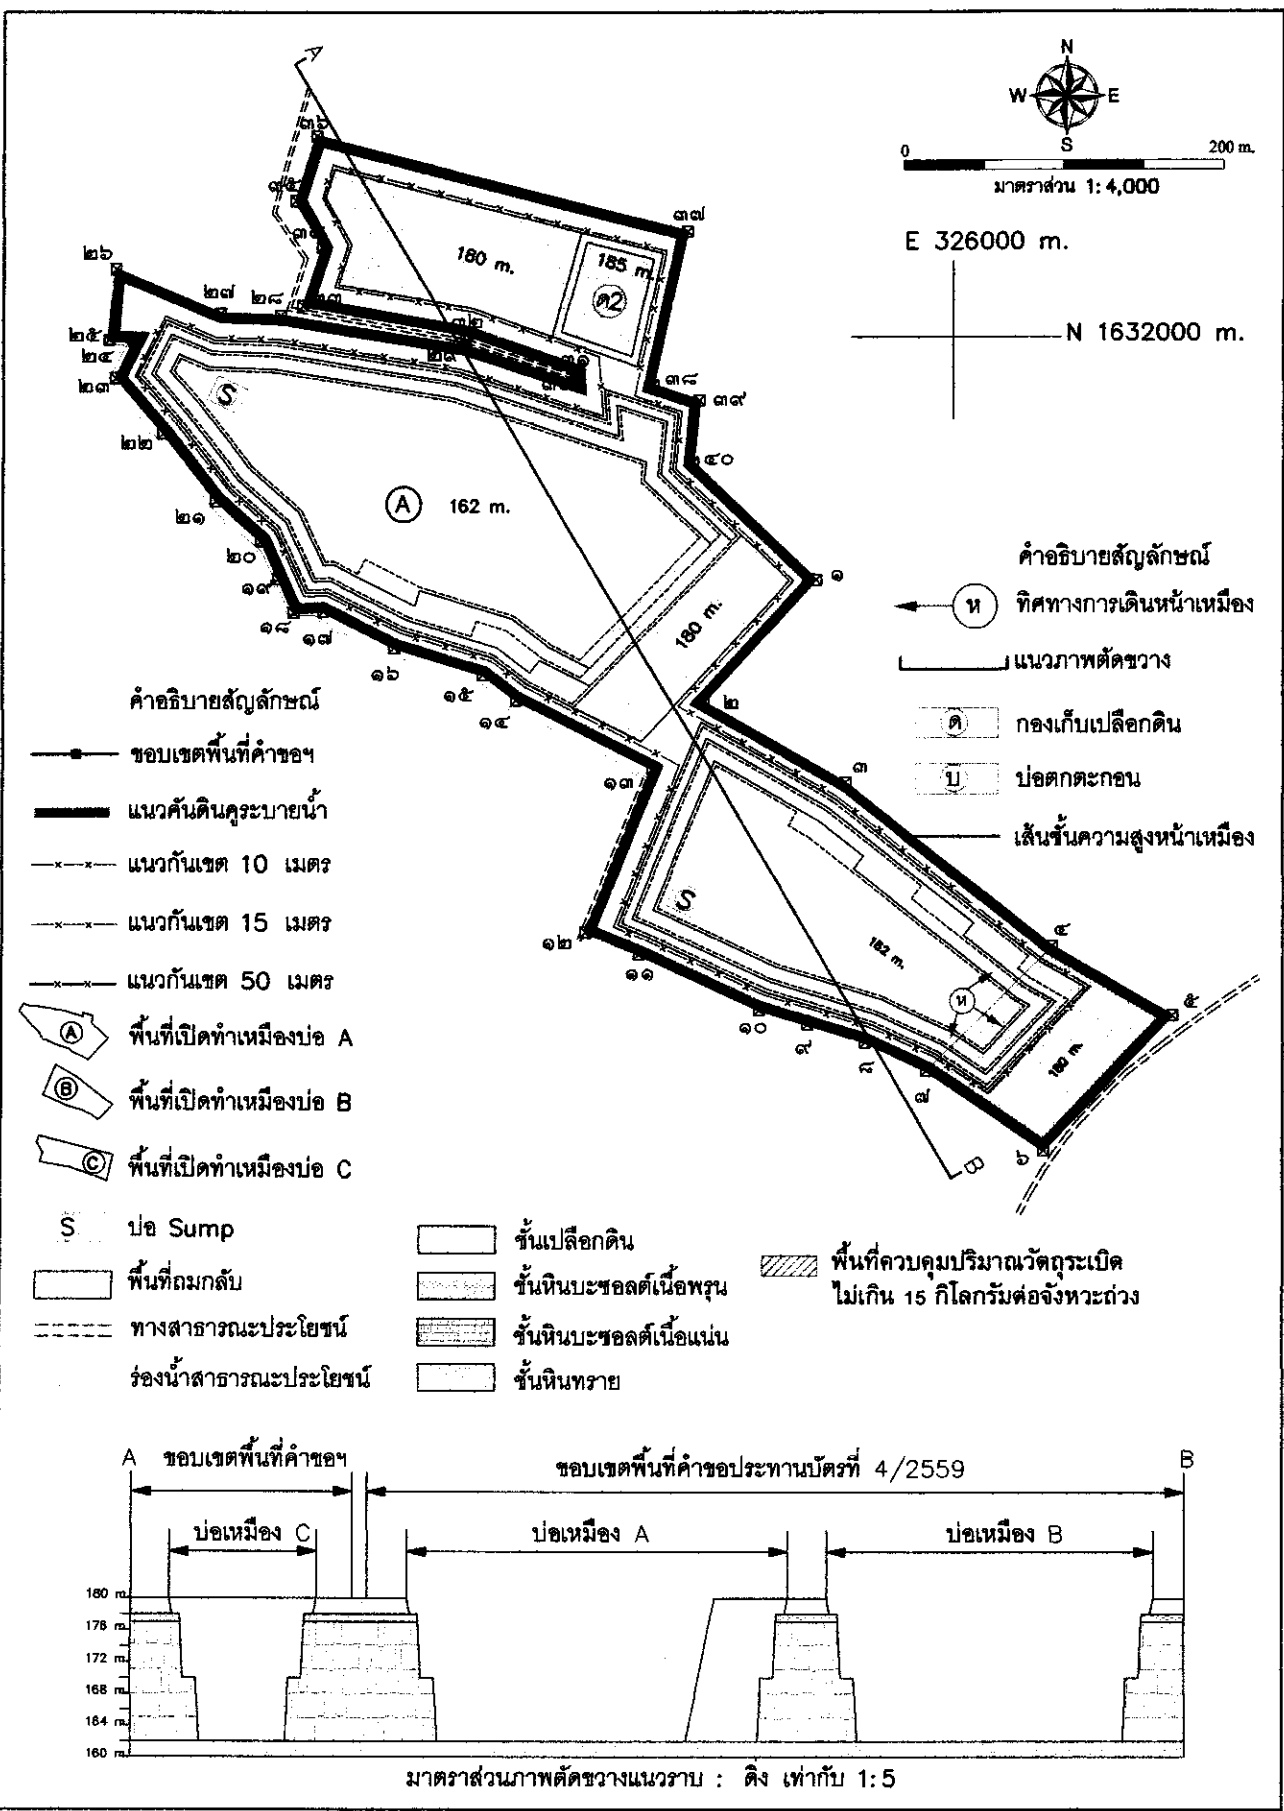 A
N
W E
S
0 200 m.
มาตราส่วน 1:4,000
E 326000 m.
N 1632000 m.
๓๖
๓๕
๓๔
๓๓
๓๗
180 m.
185 m.
ด2
๒๖
๒๗
๒๘
๒๙
๓๒
๓๑
๓๘
๓๙
๔๐
๒๕
๒๔
๒๓
๒๒
๒๑
๒๐
๑๙
๑๘
๑๗
๑๖
๑๕
๑๔
๑๓
S
A 162 m.
180 m.
๑
๒
๓
๔
๕
๖
๗
๘
๙
๑๐
๑๑
๑๒
S
162 m.
ห
180 m.
B
คำอธิบายสัญลักษณ์
ห ทิศทางการเดินหน้าเหมือง
แนวภาพตัดขวาง
ด กองเก็บเปลือกดิน
บ บ่อตกตะกอน
เส้นชั้นความสูงหน้าเหมือง
คำอธิบายสัญลักษณ์
ขอบเขตพื้นที่คำขอฯ
แนวคันดินคูระบายน้ำ
แนวกันเขต 10 เมตร
แนวกันเขต 15 เมตร
แนวกันเขต 50 เมตร
A พื้นที่เปิดทำเหมืองบ่อ A
B พื้นที่เปิดทำเหมืองบ่อ B
C พื้นที่เปิดทำเหมืองบ่อ C
S บ่อ Sump
พื้นที่ถมกลับ
ทางสาธารณะประโยชน์
ร่องน้ำสาธารณะประโยชน์
ชั้นเปลือกดิน
ชั้นหินบะซอลต์เนื้อพรุน
ชั้นหินบะซอลต์เนื้อแน่น
ชั้นหินทราย
พื้นที่ควบคุมปริมาณวัตถุระเบิด
ไม่เกิน 15 กิโลกรัมต่อจังหวะถ่วง
A ขอบเขตพื้นที่คำขอฯ ขอบเขตพื้นที่คำขอประทานบัตรที่ 4/2559 B
บ่อเหมือง C บ่อเหมือง A บ่อเหมือง B
180 ม.
176 ม.
172 ม.
168 ม.
164 ม.
160 ม.
มาตราส่วนภาพตัดขวางแนวราบ : ดิ่ง เท่ากับ 1:5